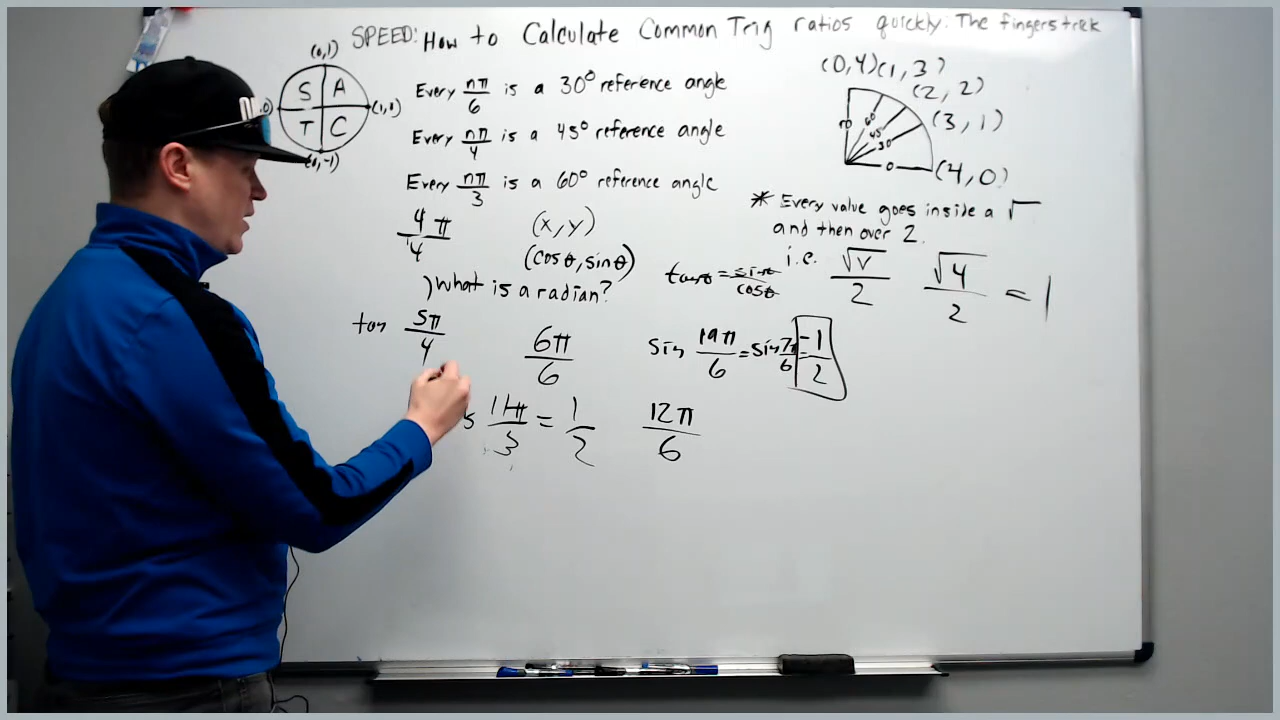 SPEED: How to Calculate Common Trig ratios quickly: The fingers trick
(0,1)
S A
(1,0)
T C
(0,-1)
Every nπ/6 is a 30° reference angle
Every nπ/4 is a 45° reference angle
Every nπ/3 is a 60° reference angle
(0,4) (1,3)
(2,2)
(3,1)
(4,0)
60
45
30
0
* Every value goes inside a √
and then over 2.
i.e. √v/2 √4/2 = 1
4π/4 (x,y)
(cosθ, sinθ)
tanθ = sinθ/cosθ
) What is a radian?
tan 5π/4
6π/6
sin 19π/6 = sin 7π/6 = -1/2
s 11π/3 = 1/2
12π/6